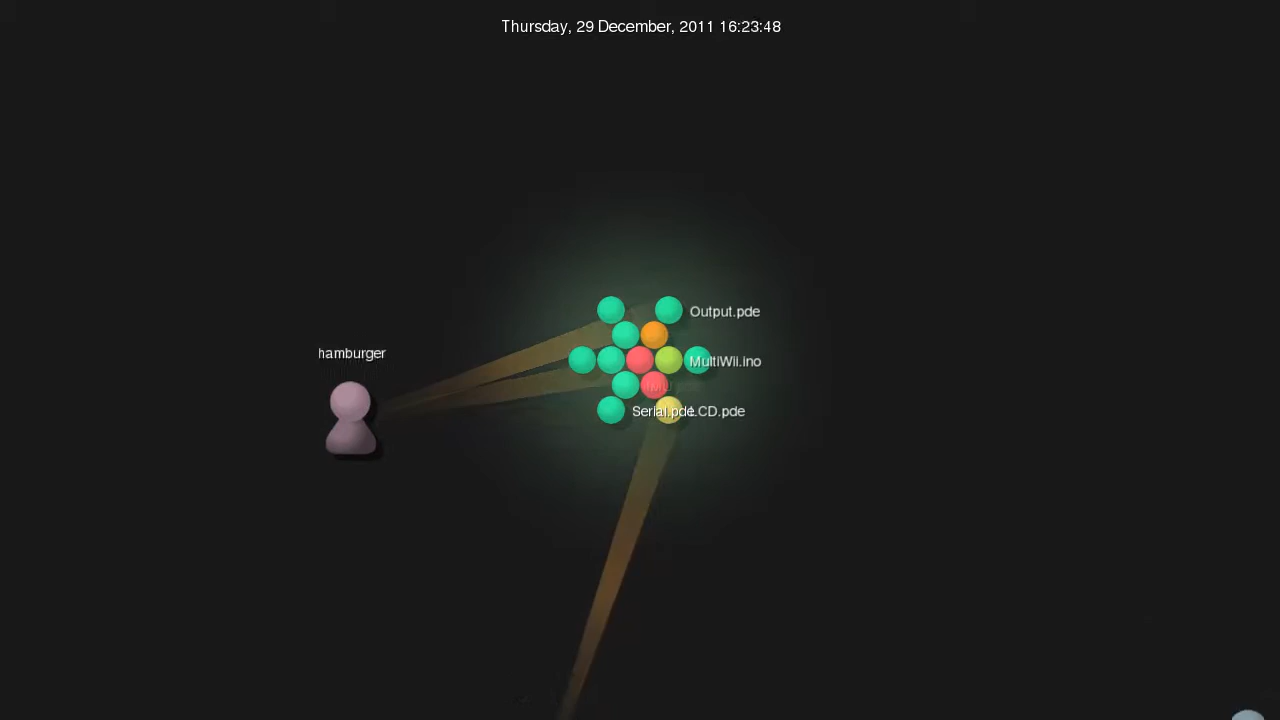 Thursday, 29 December, 2011 16:23:48
Output.pde
hamburger
MultiWii.ino
Serial.pde
LCD.pde